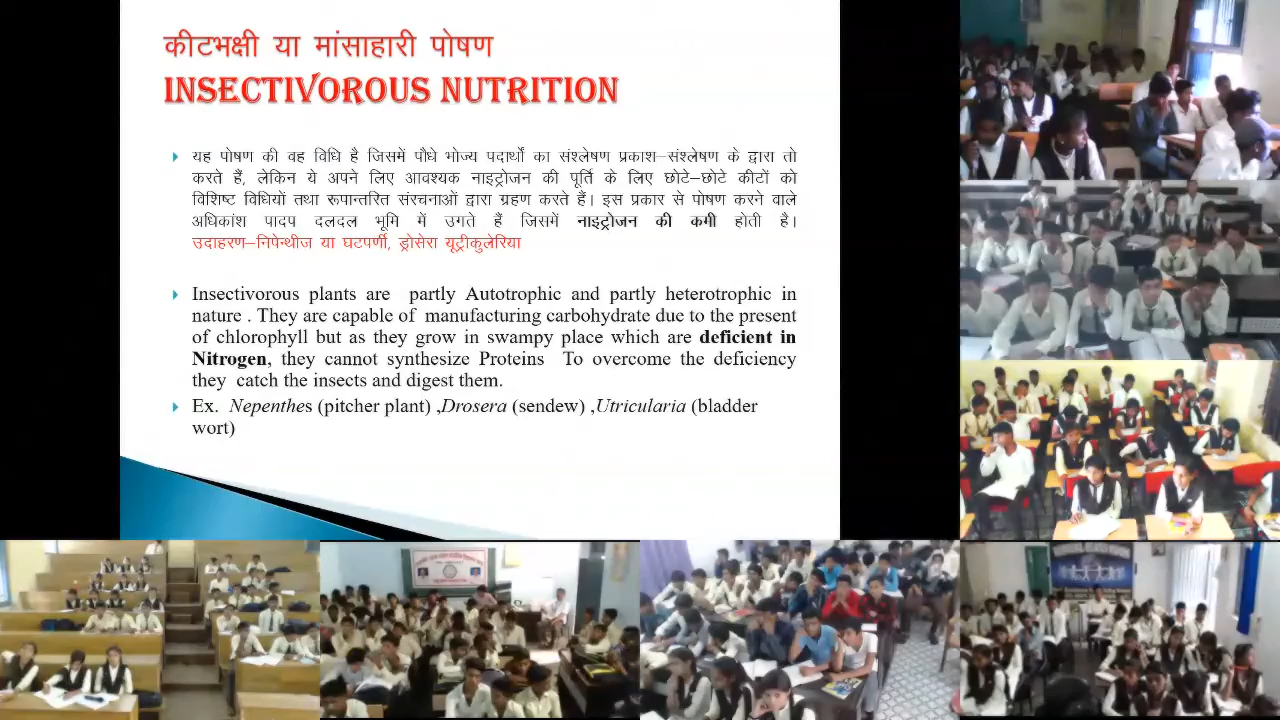 कीटभक्षी या मांसाहारी पोषण
INSECTIVOROUS NUTRITION
यह पोषण की वह विधि है जिसमें पौधे भोज्य पदार्थों का संश्लेषण प्रकाश–संश्लेषण के द्वारा तो
करते हैं, लेकिन ये अपने लिए आवश्यक नाइट्रोजन की पूर्ति के लिए छोटे–छोटे कीटों को
विशिष्ट विधियों तथा रूपान्तरित संरचनाओं द्वारा ग्रहण करते हैं। इस प्रकार से पोषण करने वाले
अधिकांश पादप दलदल भूमि में उगते हैं जिसमें नाइट्रोजन की कमी होती है।
उदाहरण–निपेन्थीज या घटपर्णी, ड्रोसेरा यूट्रीकुलेरिया
Insectivorous plants are partly Autotrophic and partly heterotrophic in
nature . They are capable of manufacturing carbohydrate due to the present
of chlorophyll but as they grow in swampy place which are deficient in
Nitrogen, they cannot synthesize Proteins To overcome the deficiency
they catch the insects and digest them.
Ex. Nepenthes (pitcher plant) ,Drosera (sendew) ,Utricularia (bladder
wort)